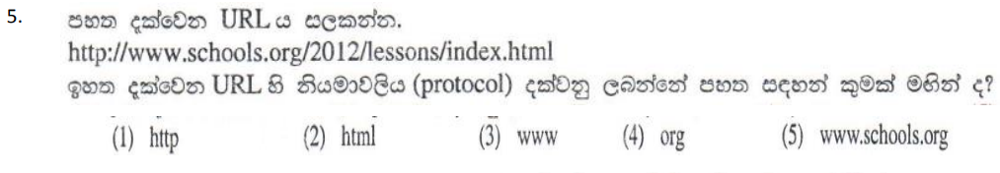 5. පහත දැක්වෙන URL ය සලකන්න.
http://www.schools.org/2012/lessons/index.html
ඉහත දැක්වෙන URL හි නියමාවලිය (protocol) දක්වනු ලබන්නේ පහත සඳහන් කුමක් මඟින් ද?
(1) http (2) html (3) www (4) org (5) www.schools.org